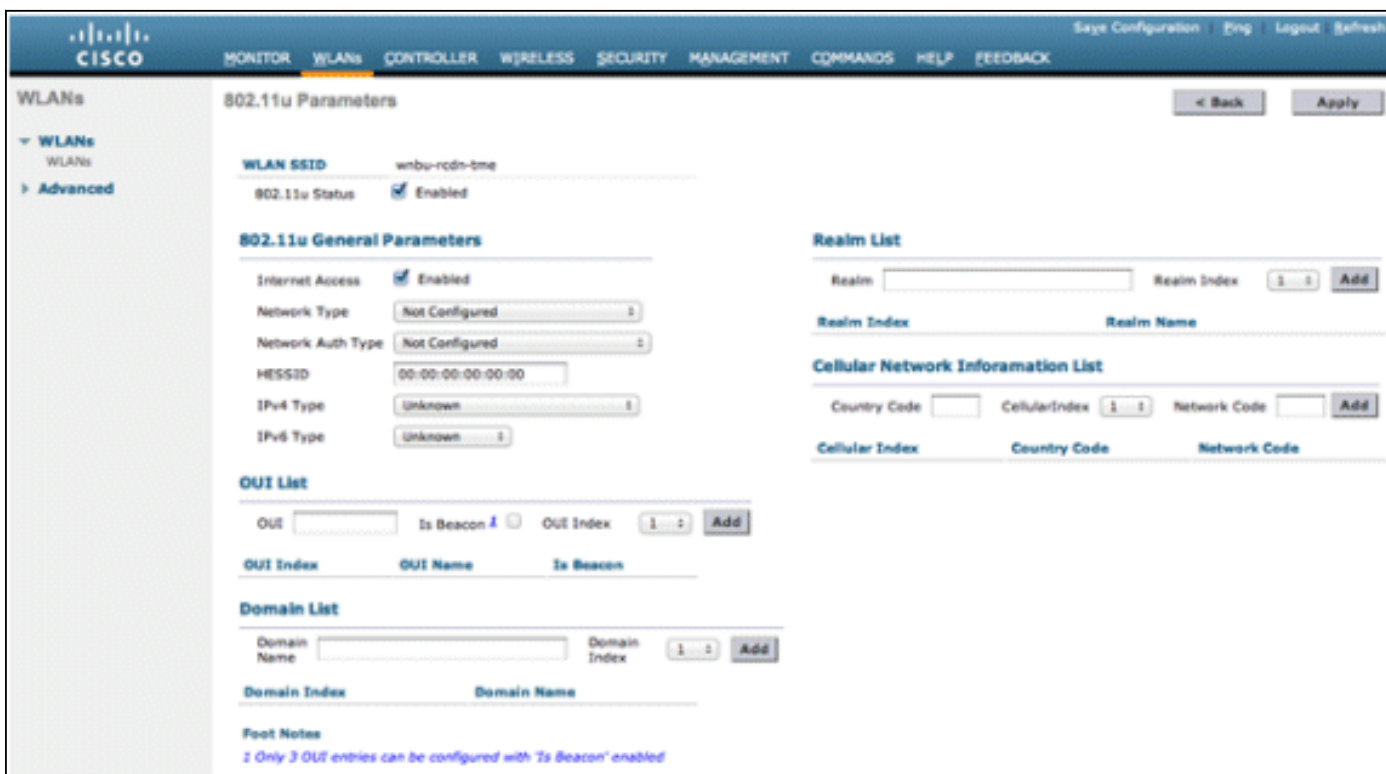 Save Configuration Ping Logout Refresh
CISCO
MONITOR WLANs CONTROLLER WIRELESS SECURITY MANAGEMENT COMMANDS HELP FEEDBACK
WLANs
WLANs
WLANs
Advanced
802.11u Parameters
< Back Apply
WLAN SSID wnbu-rcdn-tme
802.11u Status Enabled
802.11u General Parameters
Internet Access Enabled
Network Type Not Configured
Network Auth Type Not Configured
HESSID 00:00:00:00:00:00
IPv4 Type Unknown
IPv6 Type Unknown
OUI List
OUI Is Beacon 1 OUI Index 1 Add
OUI Index OUI Name Is Beacon
Domain List
Domain Name Domain Index 1 Add
Domain Index Domain Name
Foot Notes
1 Only 3 OUI entries can be configured with 'Is Beacon' enabled
Realm List
Realm Realm Index 1 Add
Realm Index Realm Name
Cellular Network Inforamation List
Country Code CellularIndex 1 Network Code Add
Cellular Index Country Code Network Code